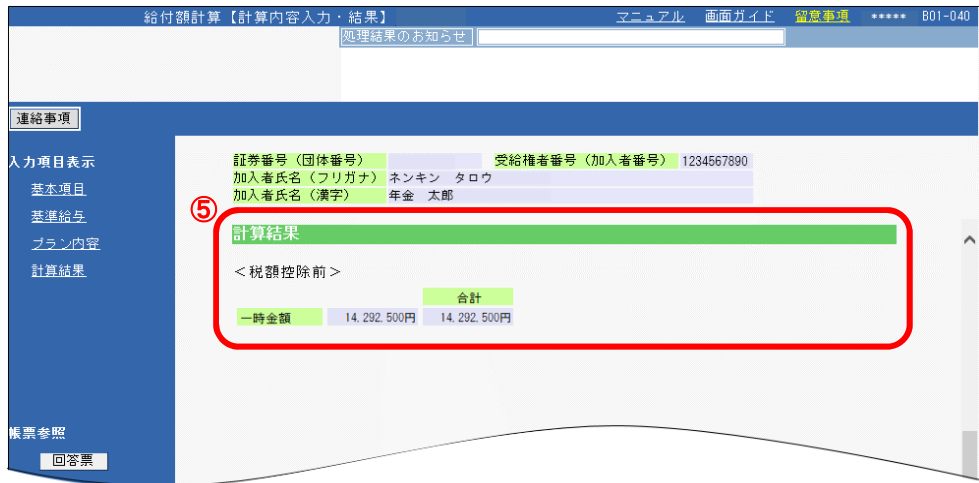 給付額計算【計算内容入力・結果】 マニュアル 画面ガイド 留意事項 ***** B01-040
処理結果のお知らせ
連絡事項
入力項目表示
基本項目
基準給与
プラン内容
計算結果
証券番号（団体番号） 受給権者番号（加入者番号） 1234567890
加入者氏名（フリガナ） ネンキン タロウ
加入者氏名（漢字） 年金 太郎
⑤
計算結果
＜税額控除前＞
合計
一時金額 14,292,500円 14,292,500円
帳票参照
回答票